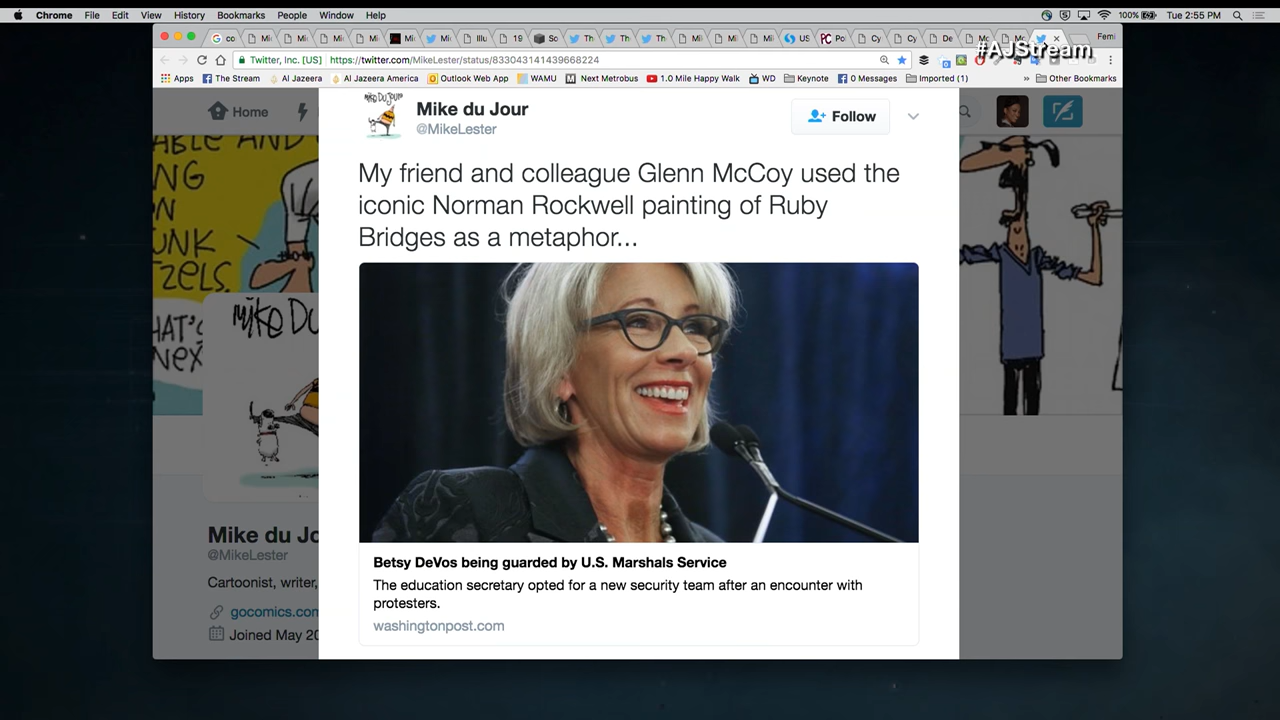 Chrome File Edit View History Bookmarks People Window Help 100% Tue 2:55 PM
#AJStream
Femi
Twitter, Inc. [US] https://twitter.com/MikeLester/status/833043141439668224
Apps The Stream Al Jazeera Al Jazeera America Outlook Web App WAMU Next Metrobus 1.0 Mile Happy Walk WD Keynote 0 Messages Imported (1) » Other Bookmarks
Home
Mike du Jour
@MikeLester
Follow
My friend and colleague Glenn McCoy used the
iconic Norman Rockwell painting of Ruby
Bridges as a metaphor...
Betsy DeVos being guarded by U.S. Marshals Service
The education secretary opted for a new security team after an encounter with
protesters.
washingtonpost.com
Mike du Jo
@MikeLester
Cartoonist, writer,
gocomics.com
Joined May 20